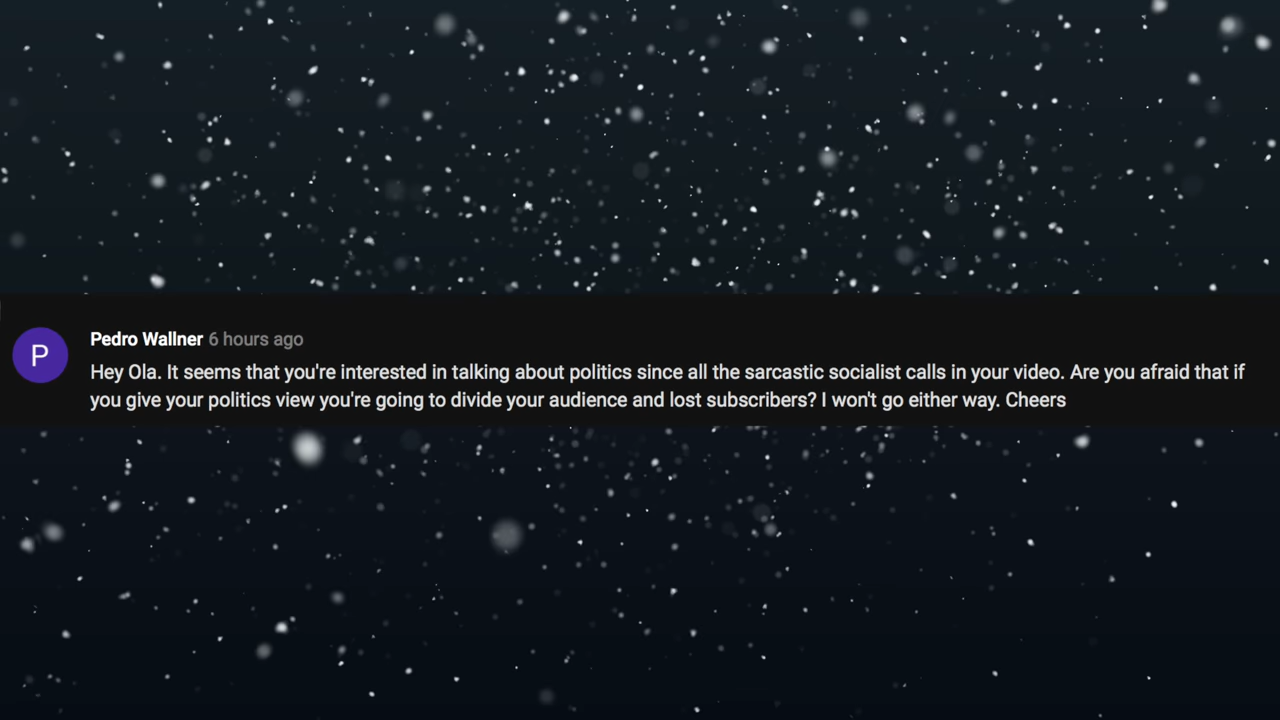 P
Pedro Wallner 6 hours ago
Hey Ola. It seems that you're interested in talking about politics since all the sarcastic socialist calls in your video. Are you afraid that if
you give your politics view you're going to divide your audience and lost subscribers? I won't go either way. Cheers